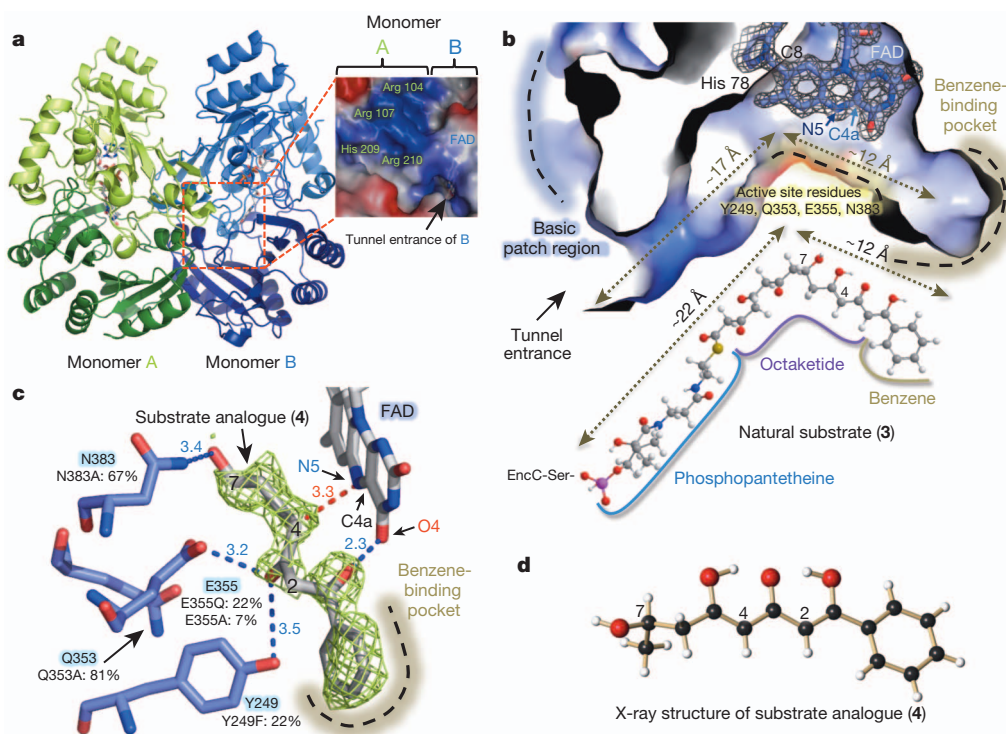 a
Monomer
A B
Arg 104
Arg 107
FAD
His 209
Arg 210
Tunnel entrance of B
Monomer A
Monomer B
b
C8
FAD
His 78
N5
C4a
Benzene-
binding
pocket
~17 Å
~12 Å
Active site residues
Y249, Q353, E355, N383
Basic
patch region
~12 Å
7
4
~22 Å
Tunnel
entrance
Octaketide
Benzene
Natural substrate (3)
EncC-Ser-
Phosphopantetheine
c
Substrate analogue (4)
FAD
N383
N383A: 67%
3.4
N5
7
3.3
C4a
4
O4
3.2
2.3
2
Benzene-
binding
pocket
E355
E355Q: 22%
E355A: 7%
3.5
Q353
Q353A: 81%
Y249
Y249F: 22%
d
7
4
2
X-ray structure of substrate analogue (4)